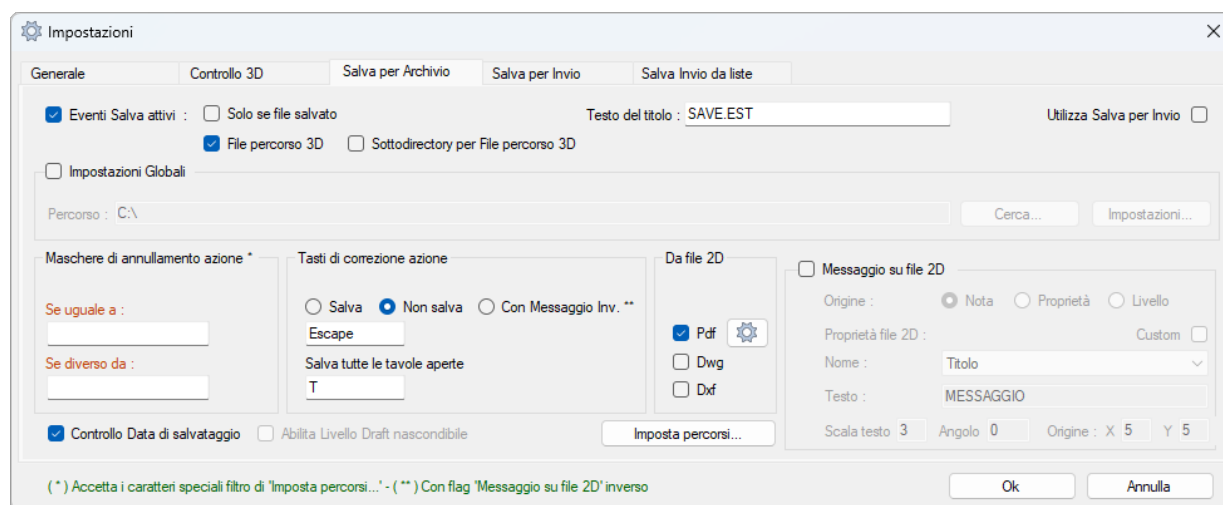 Impostazioni
Generale Controllo 3D Salva per Archivio Salva per Invio Salva Invio da liste
Eventi Salva attivi : Solo se file salvato Testo del titolo : SAVE.EST Utilizza Salva per Invio
File percorso 3D Sottodirectory per File percorso 3D
Impostazioni Globali
Percorso : C:\ Cerca... Impostazioni...
Maschere di annullamento azione * Tasti di correzione azione Da file 2D Messaggio su file 2D
Origine : Nota Proprietà Livello
Se uguale a : Salva Non salva Con Messaggio Inv. **
Escape Pdf Proprietà file 2D : Custom
Se diverso da : Salva tutte le tavole aperte Dwg Nome : Titolo
T Dxf Testo : MESSAGGIO
Controllo Data di salvataggio Abilita Livello Draft nascondibile Imposta percorsi... Scala testo 3 Angolo 0 Origine : X 5 Y 5
( * ) Accetta i caratteri speciali filtro di 'Imposta percorsi...' - ( ** ) Con flag 'Messaggio su file 2D' inverso Ok Annulla